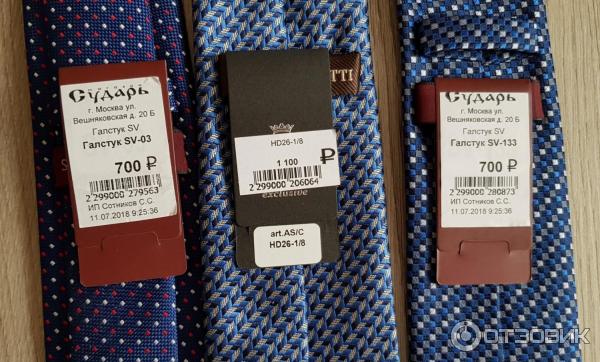 Сударь
г. Москва ул.
Вешняковская д. 20 Б
Галстук SV
Галстук SV-03
700 ₽
2 299000 279563
ИП Сотников С.С.
11.07.2018 9:25:36
TTI
HD26-1/8
1 100 ₽
2 299000 206064
exclusive
art.AS/C
HD26-1/8
Сударь
г. Москва ул.
Вешняковская д. 20 Б
Галстук SV
Галстук SV-133
700 ₽
2 299000 280873
ИП Сотников С.С.
11.07.2018 9:25:36
ОТЗОВИК